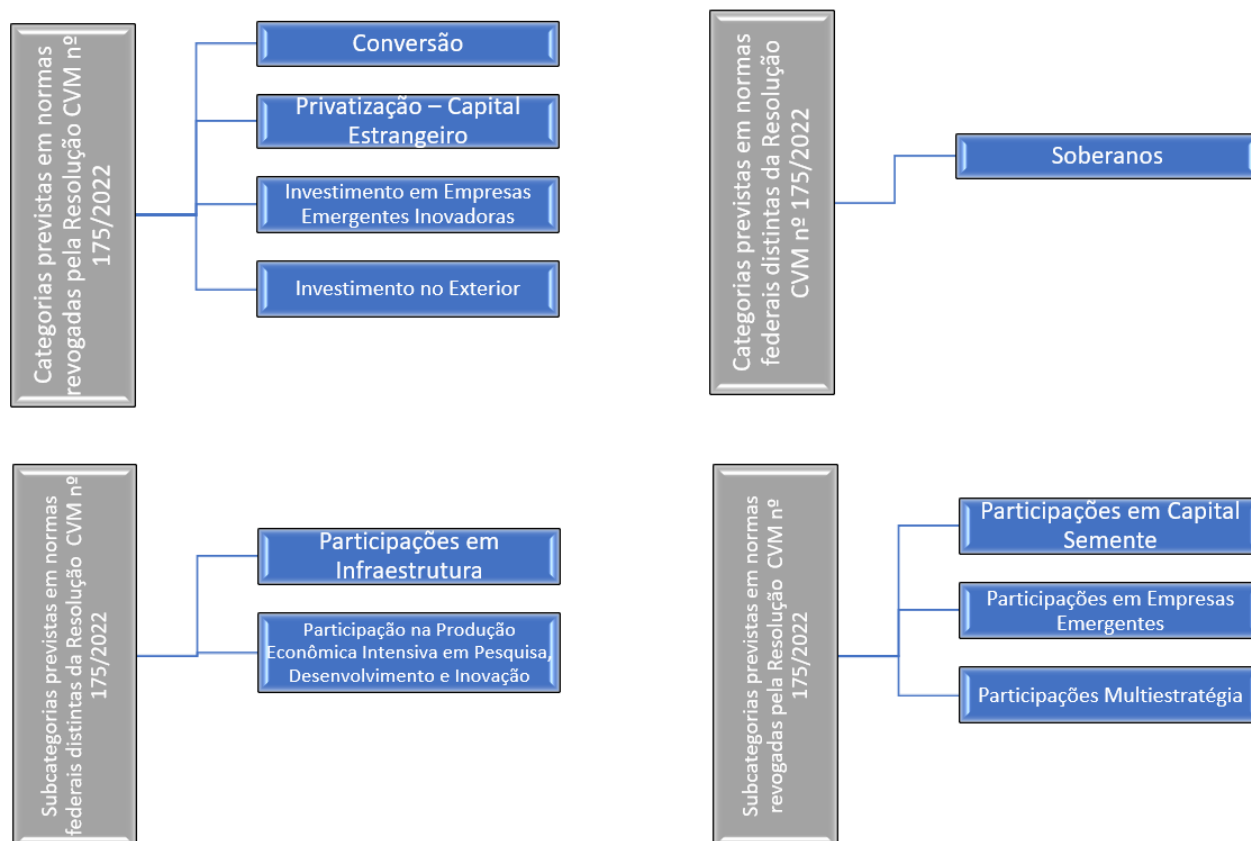 Categorias previstas em normas
revogadas pela Resolução CVM nº
175/2022
Conversão
Privatização – Capital
Estrangeiro
Investimento em Empresas
Emergentes Inovadoras
Investimento no Exterior
Categorias previstas em normas
federais distintas da Resolução
CVM nº 175/2022
Soberanos
Subcategorias previstas em normas
federais distintas da Resolução CVM nº
175/2022
Participações em
Infraestrutura
Participação na Produção
Econômica Intensiva em Pesquisa,
Desenvolvimento e Inovação
Subcategorias previstas em normas
revogadas pela Resolução CVM nº
175/2022
Participações em Capital
Semente
Participações em Empresas
Emergentes
Participações Multiestratégia